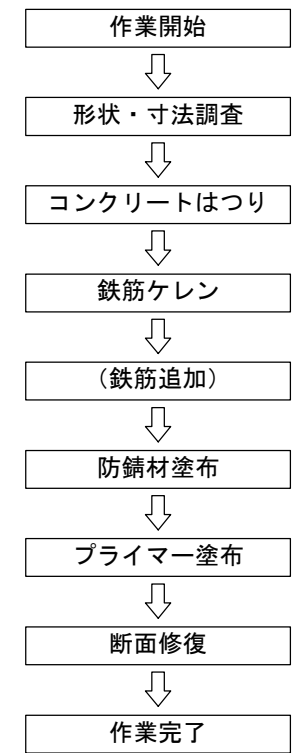 作業開始
形状・寸法調査
コンクリートはつり
鉄筋ケレン
（鉄筋追加）
防錆材塗布
プライマー塗布
断面修復
作業完了